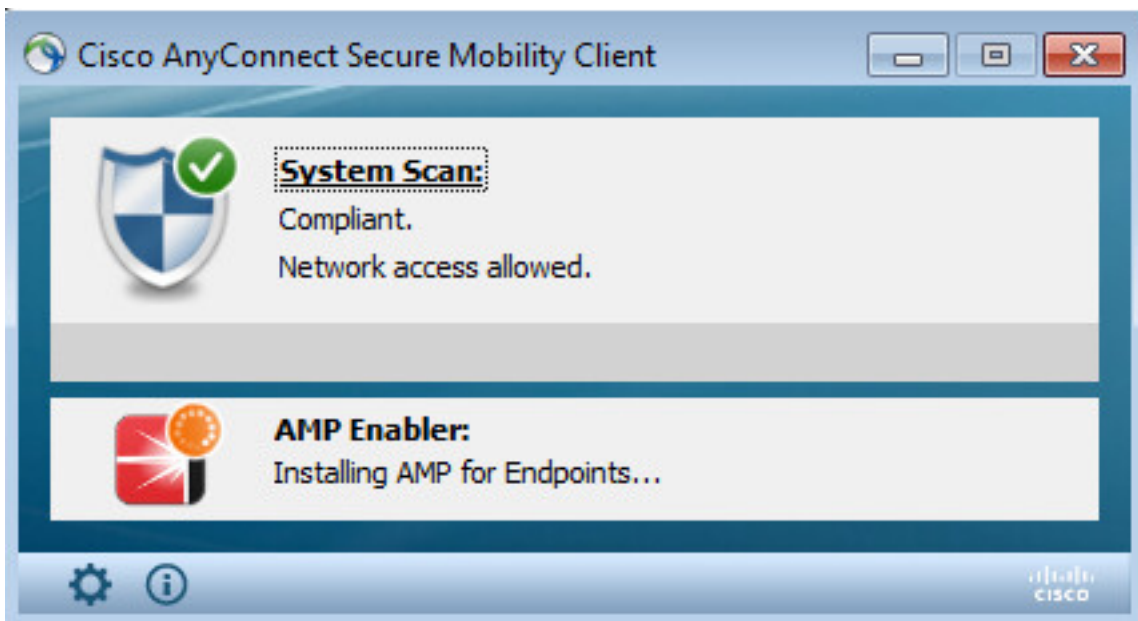 Cisco AnyConnect Secure Mobility Client
System Scan:
Compliant.
Network access allowed.
AMP Enabler:
Installing AMP for Endpoints...
CISCO